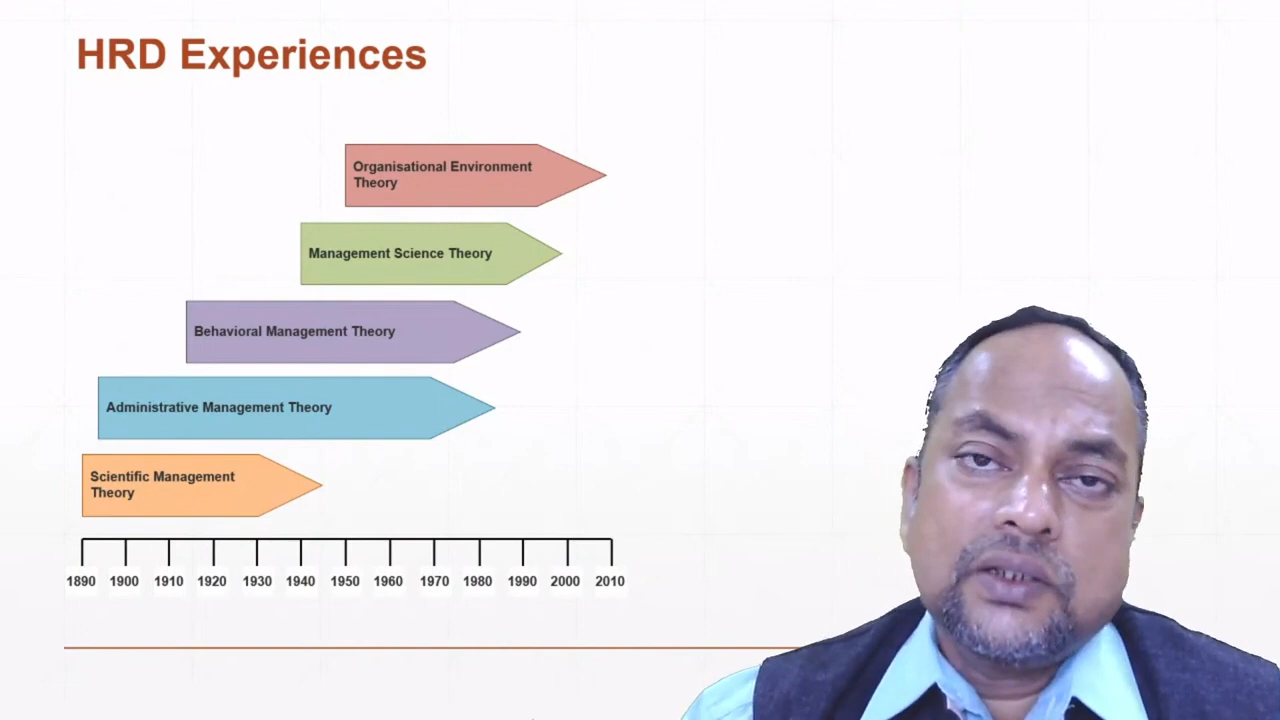 HRD Experiences
Organisational Environment
Theory
Management Science Theory
Behavioral Management Theory
Administrative Management Theory
Scientific Management
Theory
1890 1900 1910 1920 1930 1940 1950 1960 1970 1980 1990 2000 2010